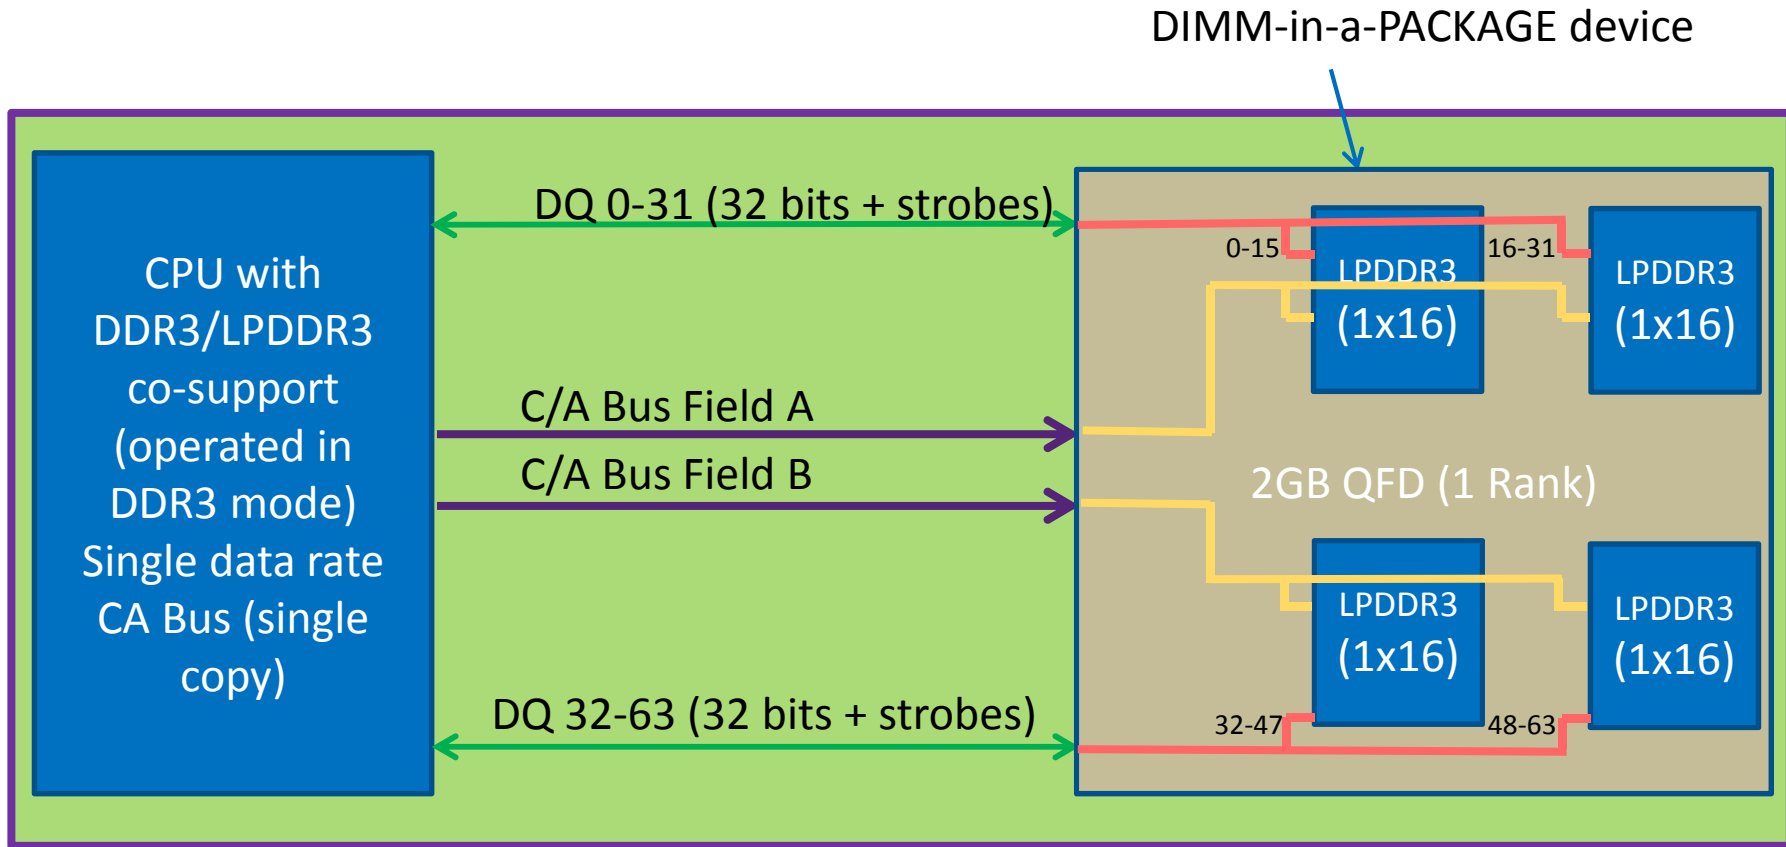 DIMM-in-a-PACKAGE device
CPU with
DDR3/LPDDR3
co-support
(operated in
DDR3 mode)
Single data rate
CA Bus (single
copy)
DQ 0-31 (32 bits + strobes)
C/A Bus Field A
C/A Bus Field B
DQ 32-63 (32 bits + strobes)
0-15
LPDDR3
(1x16)
16-31
LPDDR3
(1x16)
2GB QFD (1 Rank)
LPDDR3
(1x16)
32-47
LPDDR3
(1x16)
48-63